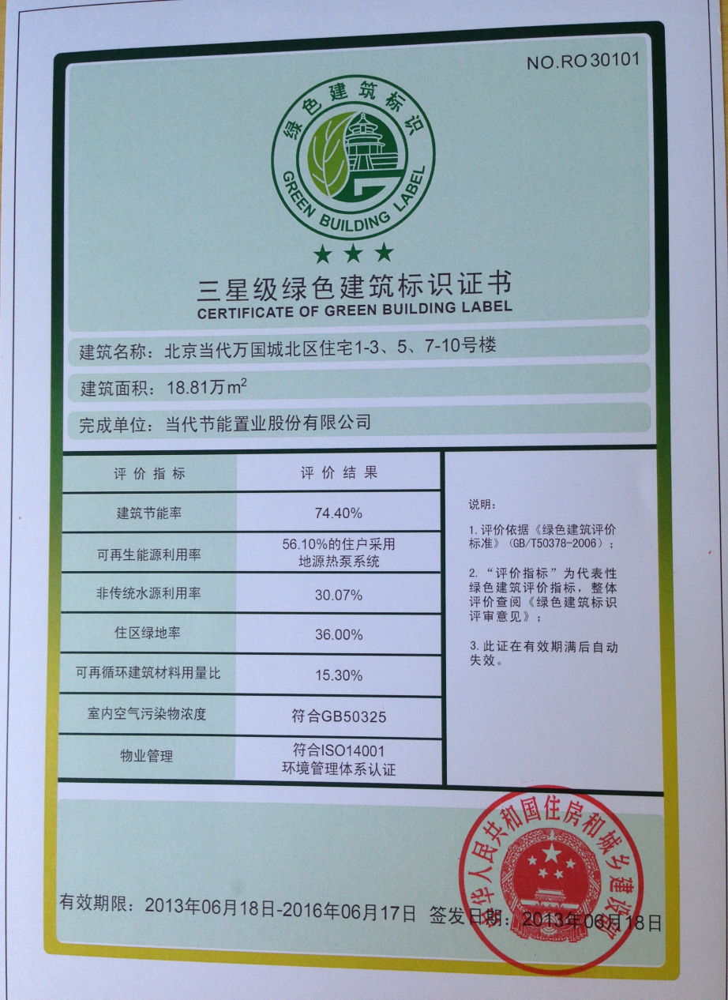 NO.RO30101
绿色建筑标识
GREEN BUILDING LABEL
三星级绿色建筑标识证书
CERTIFICATE OF GREEN BUILDING LABEL
建筑名称：北京当代万国城北区住宅1-3、5、7-10号楼
建筑面积：18.81万m²
完成单位：当代节能置业股份有限公司
评价指标 评价结果
建筑节能率 74.40%
可再生能源利用率 56.10%的住户采用
地源热泵系统
非传统水源利用率 30.07%
住区绿地率 36.00%
可再循环建筑材料用量比 15.30%
室内空气污染物浓度 符合GB50325
物业管理 符合ISO14001
环境管理体系认证
说明：
1.评价依据《绿色建筑评价
标准》（GB/T50378-2006）；
2.“评价指标”为代表性
绿色建筑评价指标，整体
评价查阅《绿色建筑标识
评审意见》；
3.此证在有效期满后自动
失效。
中华人民共和国住房和城乡建设部
有效期限：2013年06月18日-2016年06月17日 签发日期：2013年06月18日